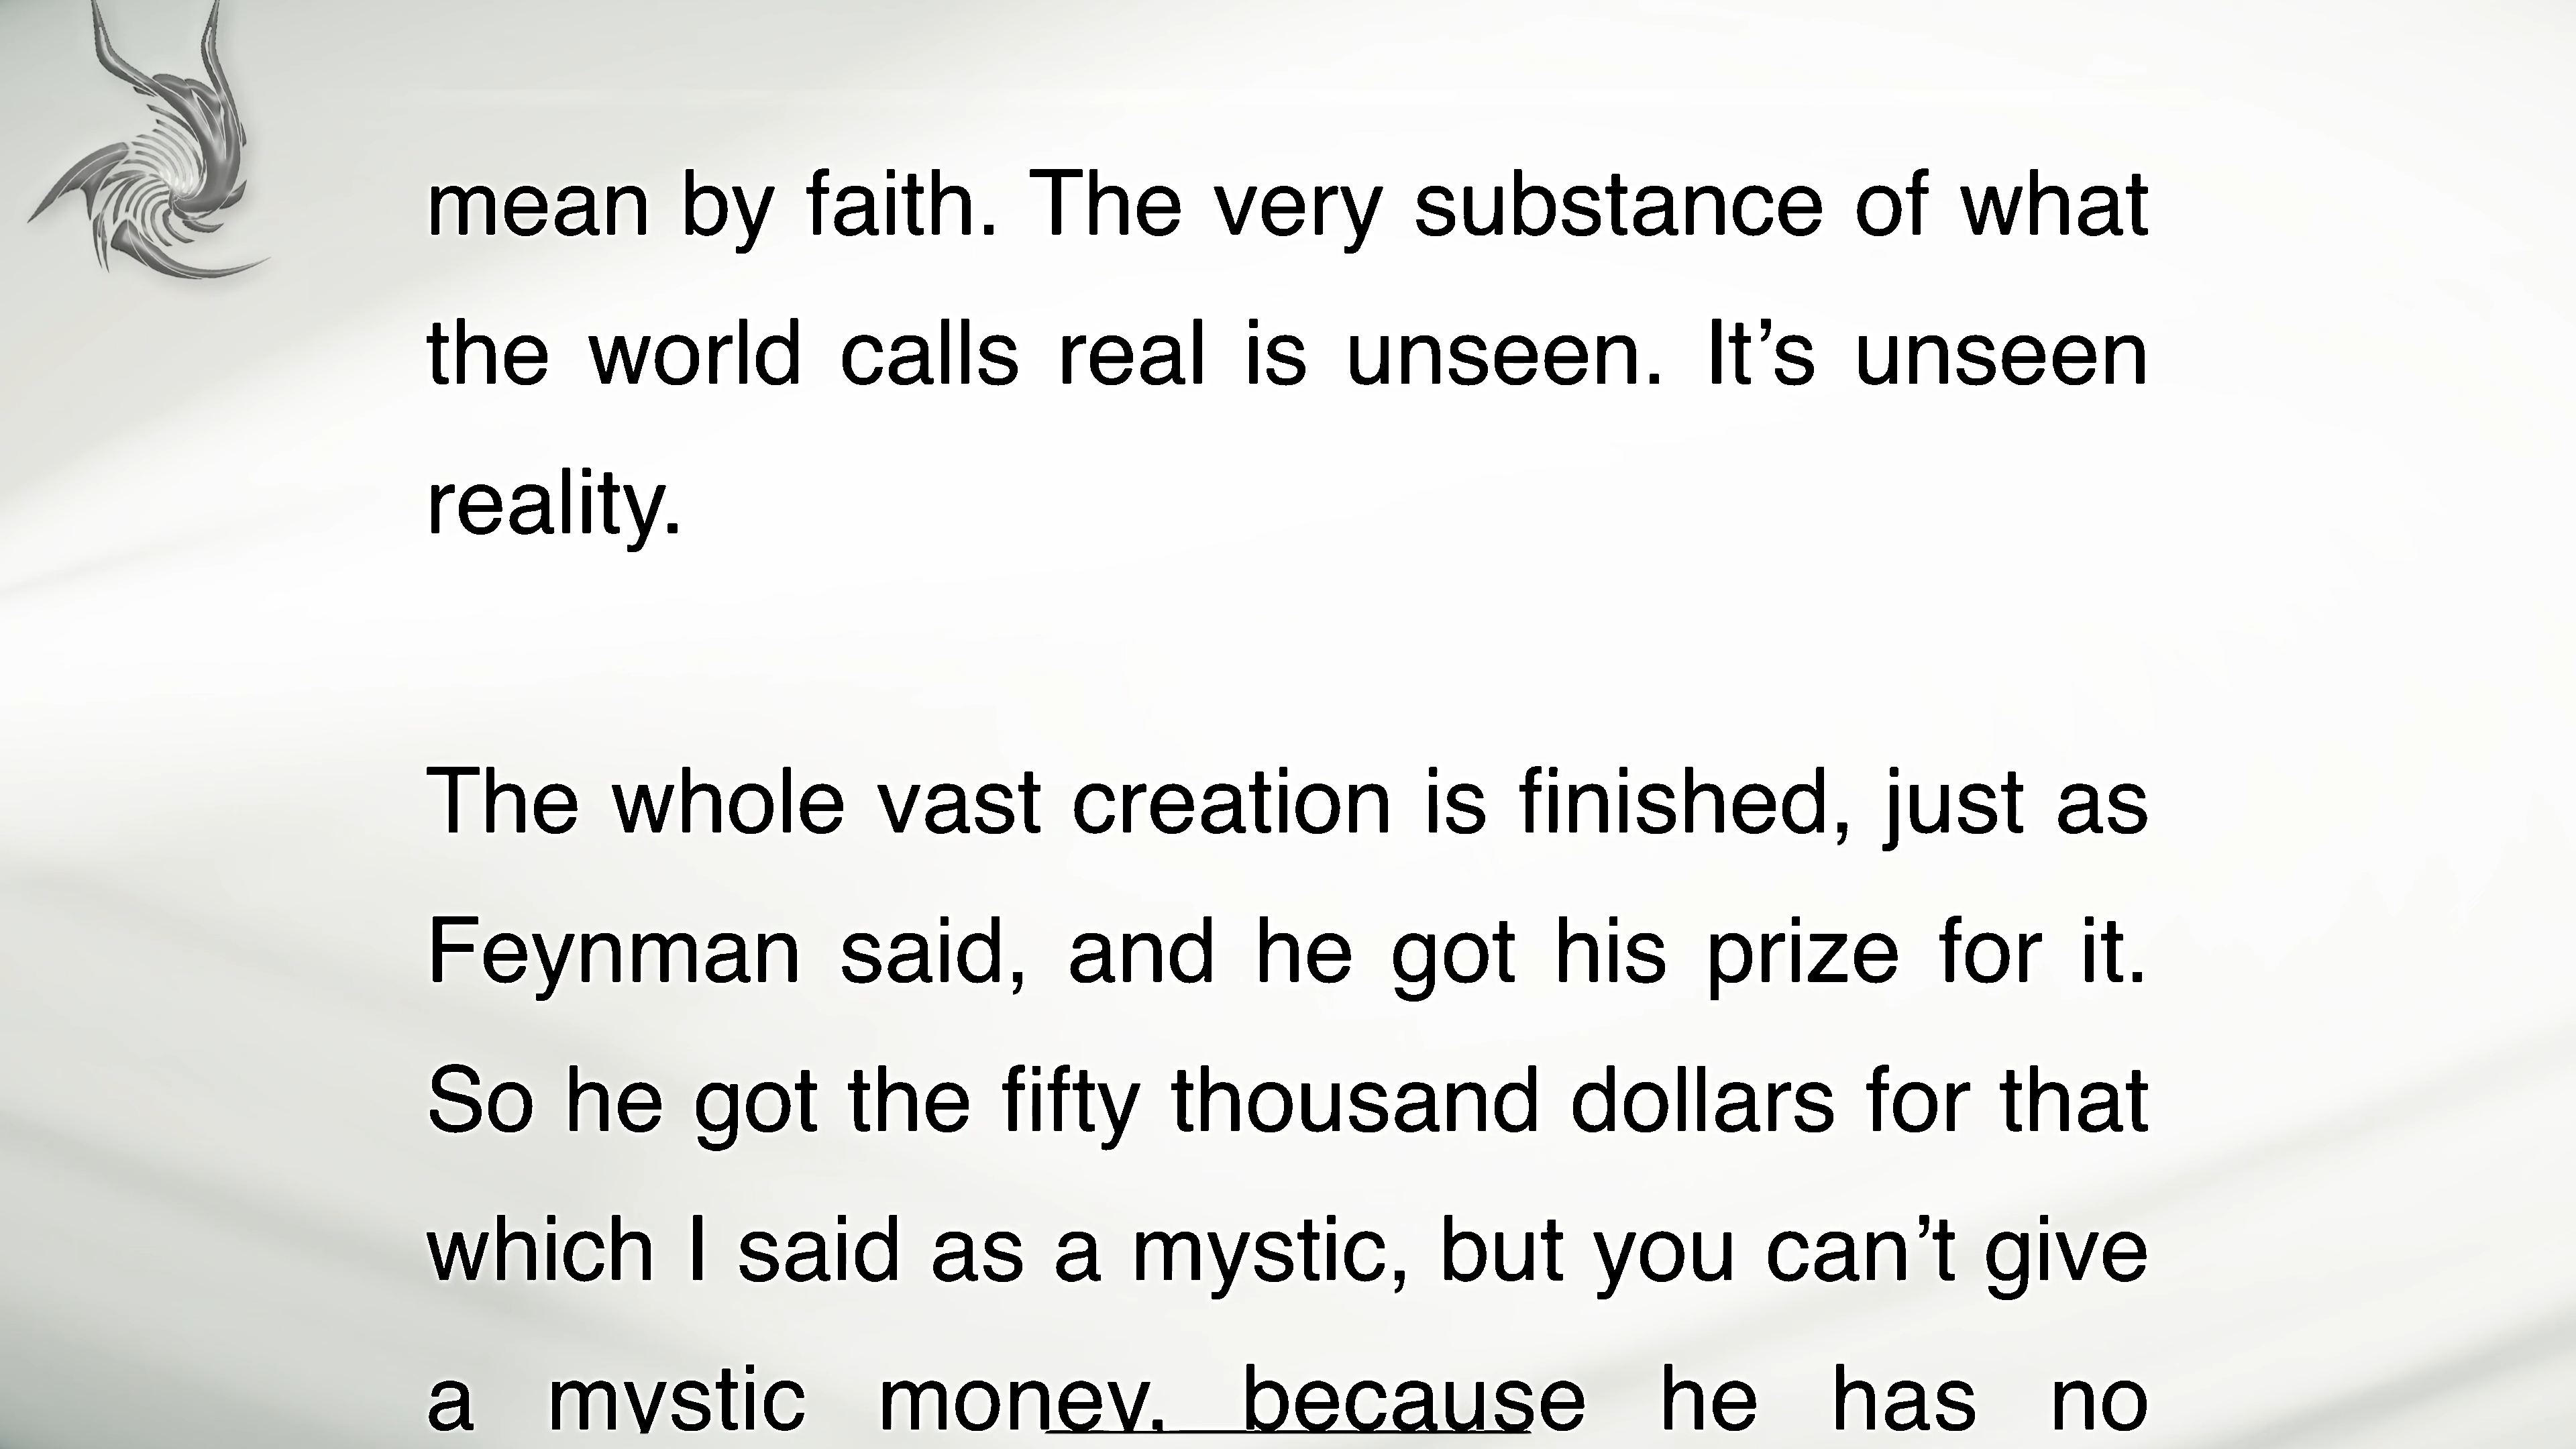 mean by faith. The very substance of what
the world calls real is unseen. It’s unseen
reality.
The whole vast creation is finished, just as
Feynman said, and he got his prize for it.
So he got the fifty thousand dollars for that
which I said as a mystic, but you can’t give
a mystic money, because he has no